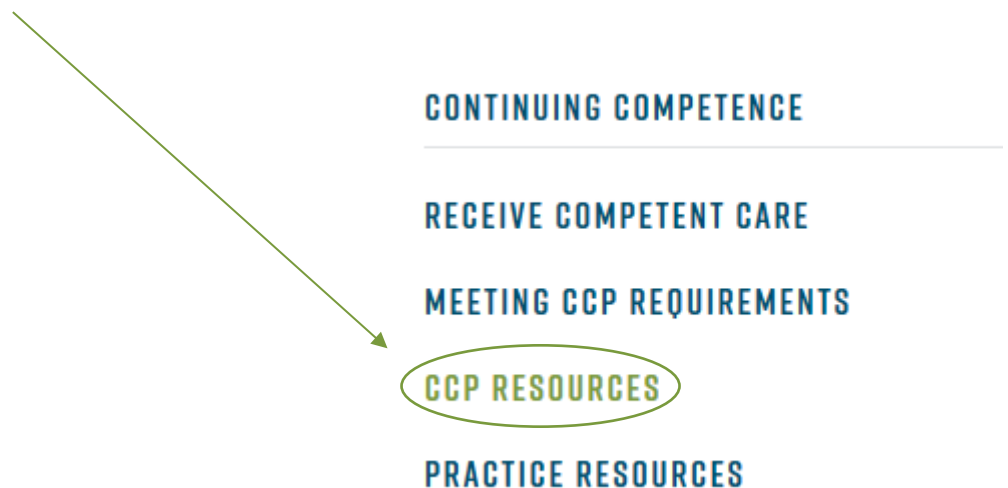 CONTINUING COMPETENCE
RECEIVE COMPETENT CARE
MEETING CCP REQUIREMENTS
CCP RESOURCES
PRACTICE RESOURCES